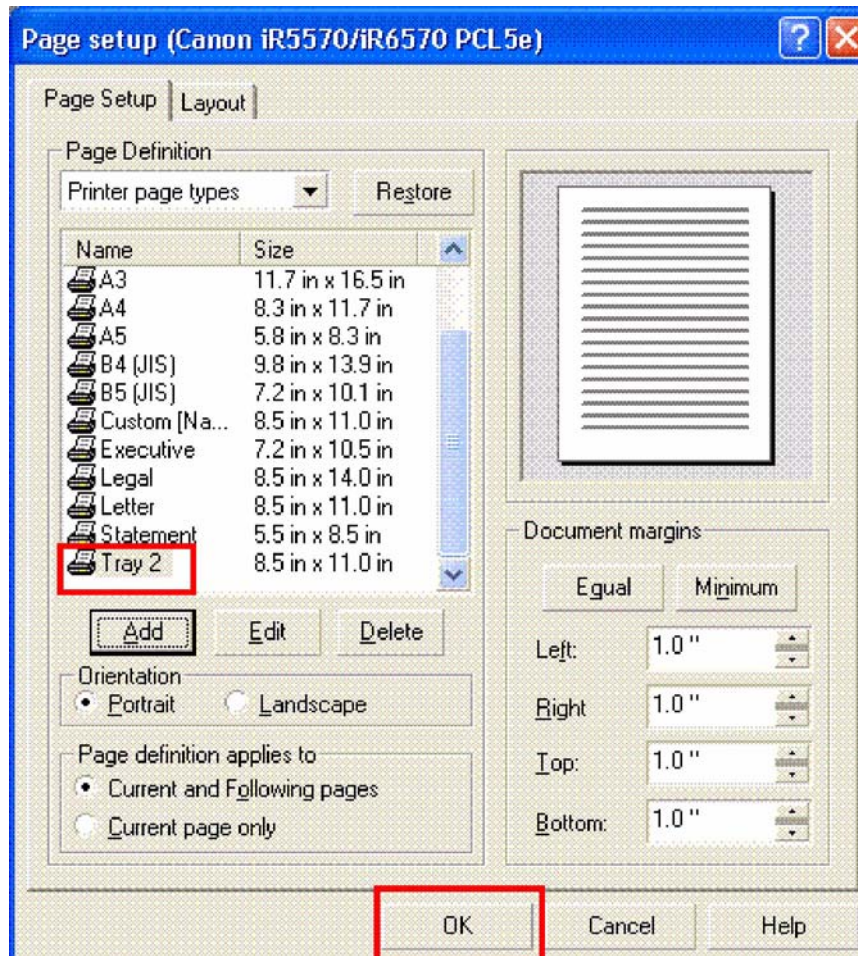 Page setup (Canon iR5570/iR6570 PCL5e)
Page Setup
Layout
Page Definition
Printer page types
Restore
Name Size
A3 11.7 in x 16.5 in
A4 8.3 in x 11.7 in
A5 5.8 in x 8.3 in
B4 (JIS) 9.8 in x 13.9 in
B5 (JIS) 7.2 in x 10.1 in
Custom [Na... 8.5 in x 11.0 in
Executive 7.2 in x 10.5 in
Legal 8.5 in x 14.0 in
Letter 8.5 in x 11.0 in
Statement 5.5 in x 8.5 in
Tray 2 8.5 in x 11.0 in
Add Edit Delete
Orientation
Portrait Landscape
Page definition applies to
Current and Following pages
Current page only
Document margins
Equal Minimum
Left: 1.0 "
Right 1.0 "
Top: 1.0 "
Bottom: 1.0 "
OK Cancel Help